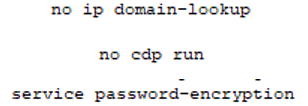 no ip domain-lookup
no cdp run
service password-encryption